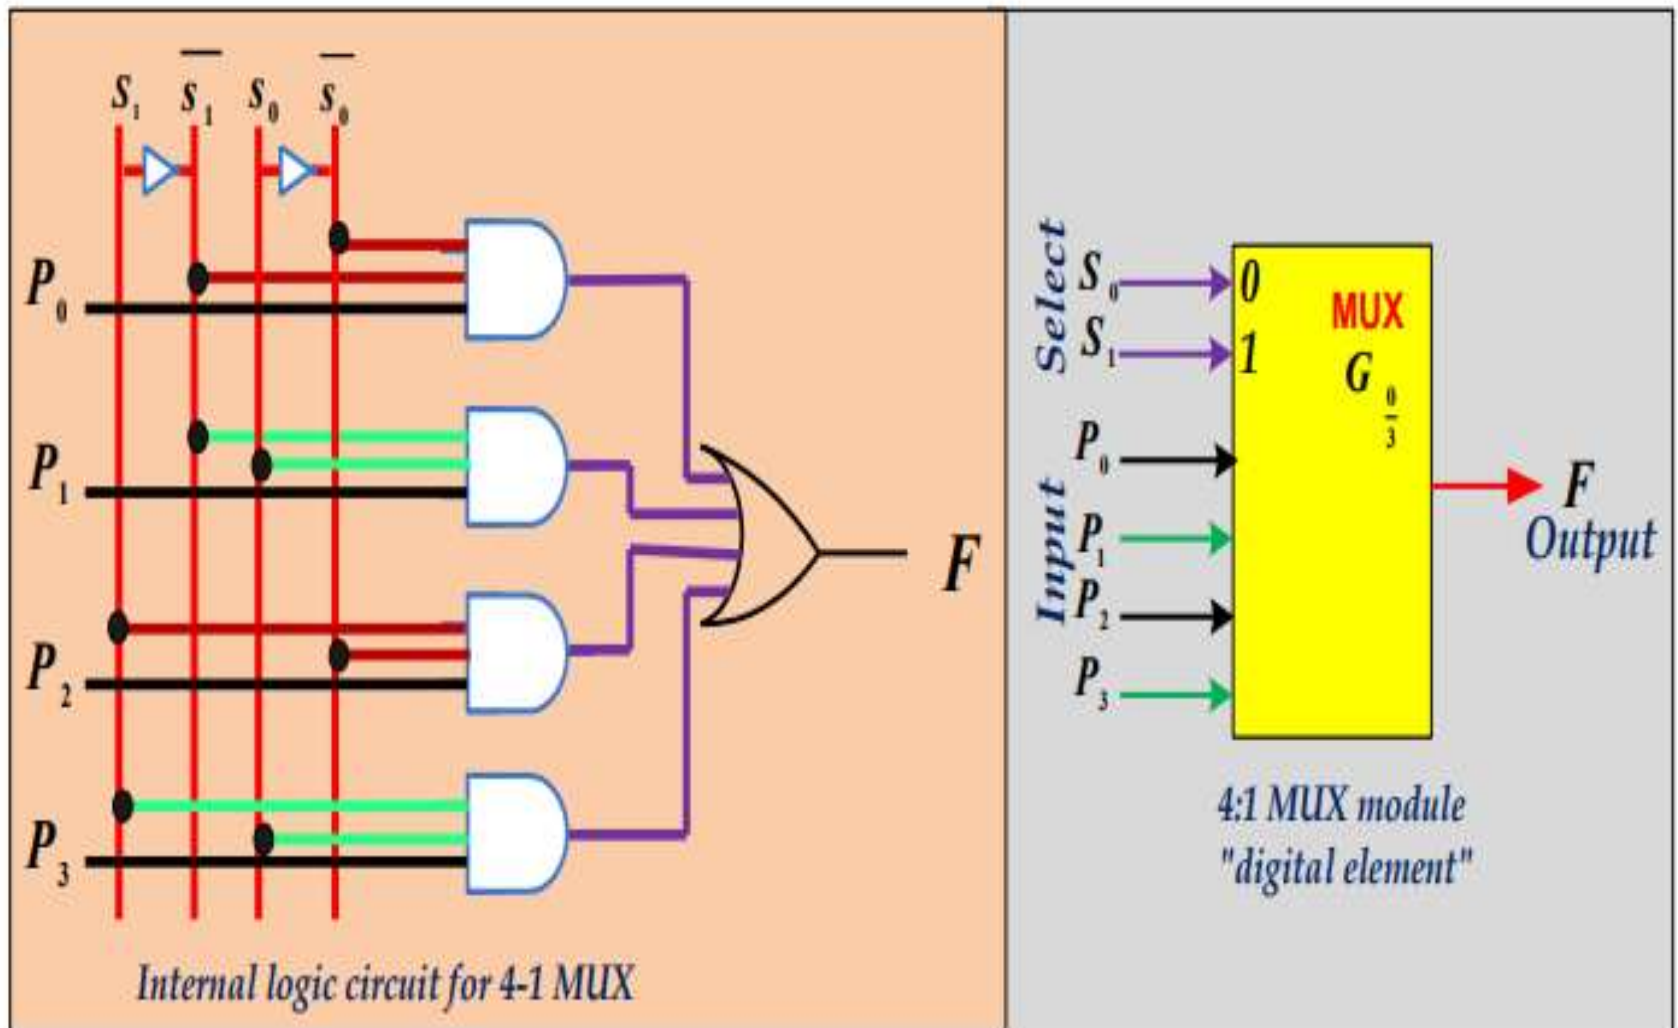 S₁ s̅₁ s₀ s̅₀
P₀
P₁
P₂
P₃
F
Internal logic circuit for 4-1 MUX
Select
S₀
S₁
Input
P₀
P₁
P₂
P₃
0
1
MUX
G 0/3
F
Output
4:1 MUX module
"digital element"